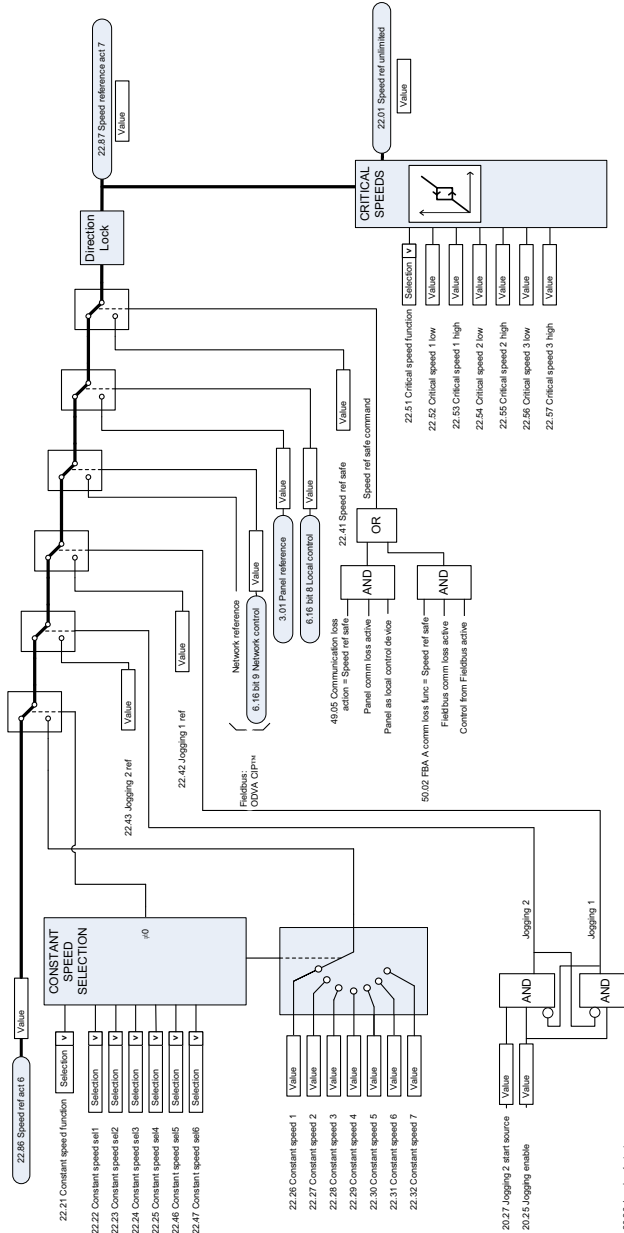 22.86 Speed ref act 6
Value
22.21 Constant speed function
Selection
v
22.22 Constant speed sel1
Selection
v
22.23 Constant speed sel2
Selection
v
22.24 Constant speed sel3
Selection
v
22.25 Constant speed sel4
Selection
v
22.46 Constant speed sel5
Selection
v
22.47 Constant speed sel6
Selection
v
CONSTANT
SPEED
SELECTION
≠0
22.26 Constant speed 1
Value
22.27 Constant speed 2
Value
22.28 Constant speed 3
Value
22.29 Constant speed 4
Value
22.30 Constant speed 5
Value
22.31 Constant speed 6
Value
22.32 Constant speed 7
Value
20.27 Jogging 2 start source
Value
20.25 Jogging enable
Value
AND
Jogging 2
AND
Jogging 1
22.43 Jogging 2 ref
Value
22.42 Jogging 1 ref
Value
Fieldbus:
ODVA CIP™
Network reference
6.16 bit 9 Network control
Value
3.01 Panel reference
Value
6.16 bit 8 Local control
Value
22.41 Speed ref safe
Value
49.05 Communication loss
action = Speed ref safe
Panel comm loss active
Panel as local control device
AND
50.02 FBA A comm loss func = Speed ref safe
Fieldbus comm loss active
Control from Fieldbus active
AND
OR
Speed ref safe command
Direction
Lock
22.87 Speed reference act 7
Value
22.51 Critical speed function
Selection
v
22.52 Critical speed 1 low
Value
22.53 Critical speed 1 high
Value
22.54 Critical speed 2 low
Value
22.55 Critical speed 2 high
Value
22.56 Critical speed 3 low
Value
22.57 Critical speed 3 high
Value
CRITICAL
SPEEDS
22.01 Speed ref unlimited
Value